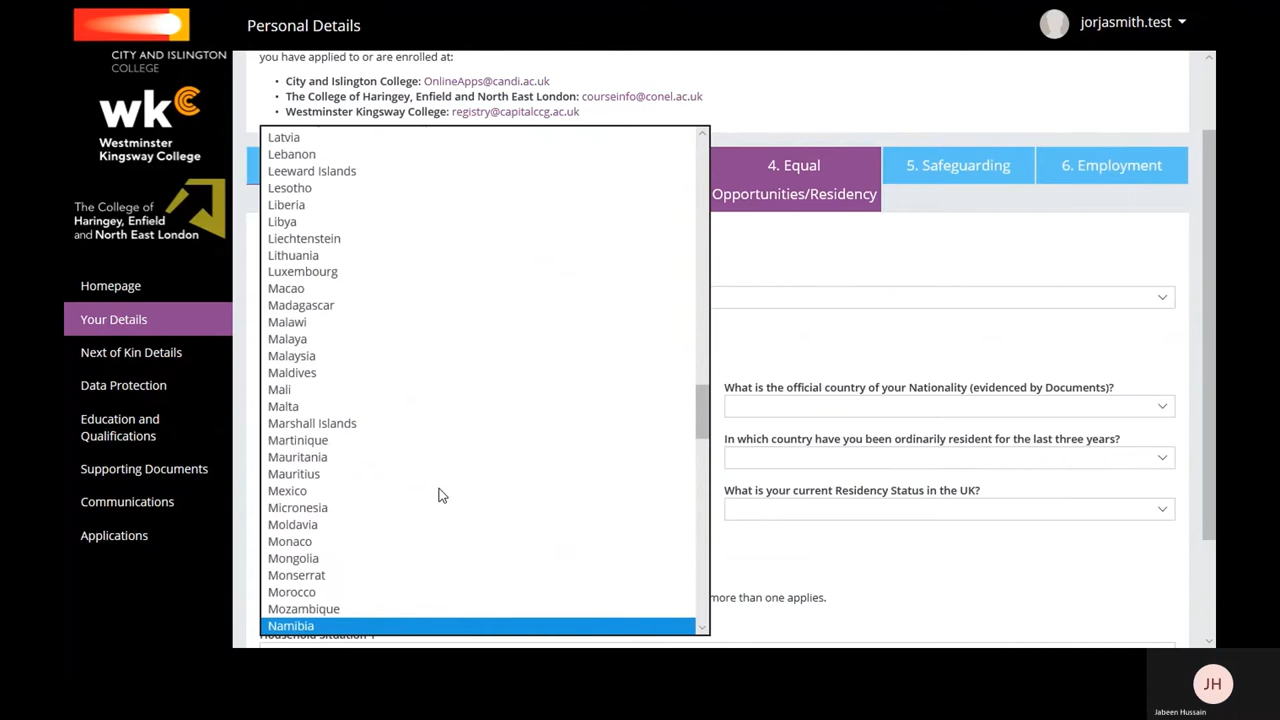 Personal Details
jorjasmith.test
CITY AND ISLINGTON
COLLEGE
wkc
Westminster
Kingsway College
The College of
Haringey, Enfield
and North East London
Homepage
Your Details
Next of Kin Details
Data Protection
Education and
Qualifications
Supporting Documents
Communications
Applications
you have applied to or are enrolled at:
• City and Islington College: OnlineApps@candi.ac.uk
• The College of Haringey, Enfield and North East London: courseinfo@conel.ac.uk
• Westminster Kingsway College: registry@capitalccg.ac.uk
4. Equal
Opportunities/Residency
5. Safeguarding
6. Employment
Latvia
Lebanon
Leeward Islands
Lesotho
Liberia
Libya
Liechtenstein
Lithuania
Luxembourg
Macao
Madagascar
Malawi
Malaya
Malaysia
Maldives
Mali
Malta
Marshall Islands
Martinique
Mauritania
Mauritius
Mexico
Micronesia
Moldavia
Monaco
Mongolia
Monserrat
Morocco
Mozambique
Namibia
What is the official country of your Nationality (evidenced by Documents)?
In which country have you been ordinarily resident for the last three years?
What is your current Residency Status in the UK?
more than one applies.
Household Situation 1
JH
Jabeen Hussain